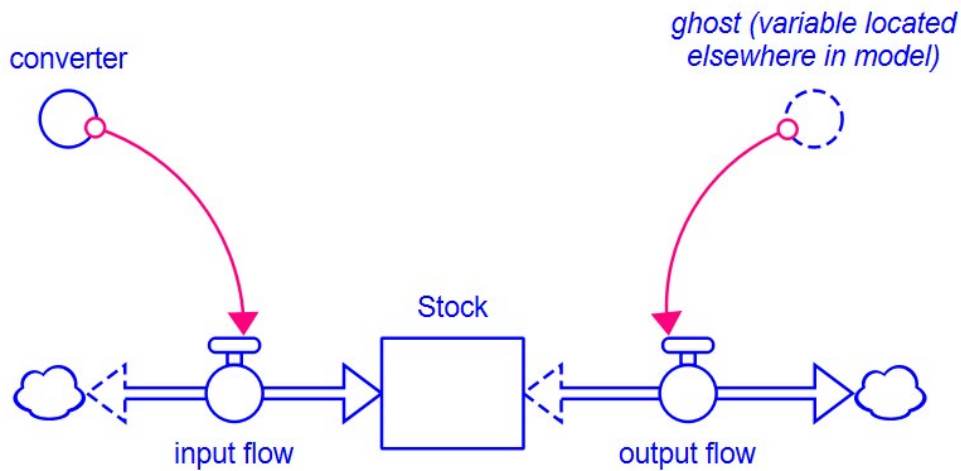 converter
ghost (variable located
elsewhere in model)
Stock
input flow
output flow